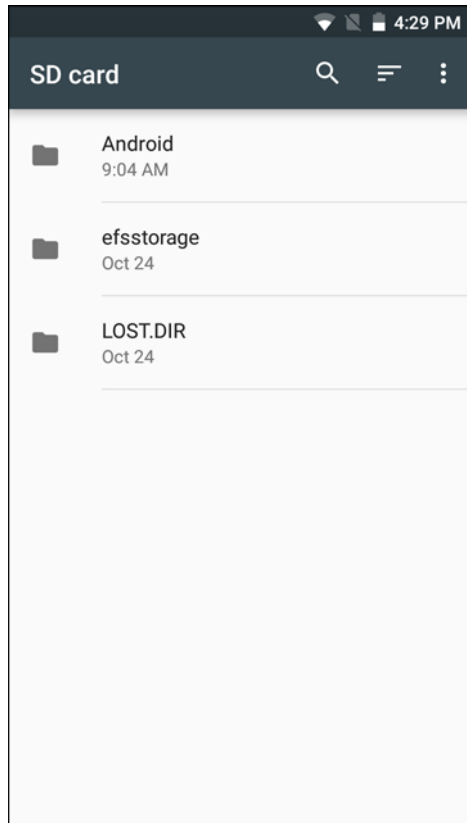 4:29 PM
SD card
Android
9:04 AM
efsstorage
Oct 24
LOST.DIR
Oct 24